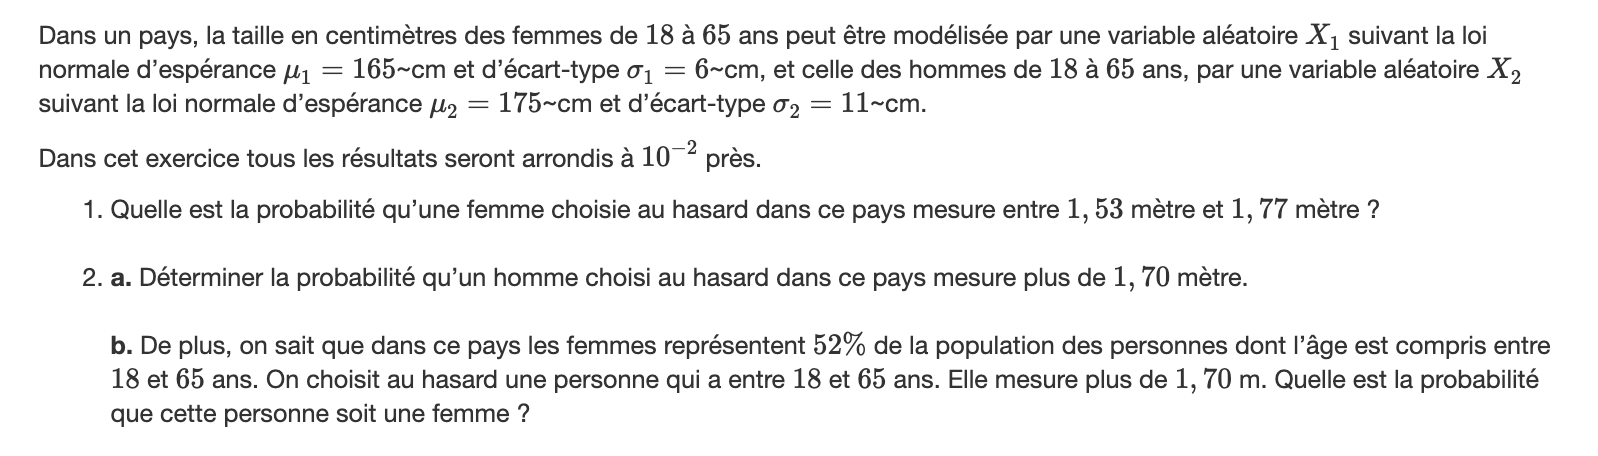 Dans un pays, la taille en centimètres des femmes de 18 à 65 ans peut être modélisée par une variable aléatoire X₁ suivant la loi
normale d’espérance μ₁ = 165~cm et d’écart-type σ₁ = 6~cm, et celle des hommes de 18 à 65 ans, par une variable aléatoire X₂
suivant la loi normale d’espérance μ₂ = 175~cm et d’écart-type σ₂ = 11~cm.
Dans cet exercice tous les résultats seront arrondis à 10⁻² près.
1. Quelle est la probabilité qu’une femme choisie au hasard dans ce pays mesure entre 1, 53 mètre et 1, 77 mètre ?
2. a. Déterminer la probabilité qu’un homme choisi au hasard dans ce pays mesure plus de 1, 70 mètre.
b. De plus, on sait que dans ce pays les femmes représentent 52% de la population des personnes dont l’âge est compris entre
18 et 65 ans. On choisit au hasard une personne qui a entre 18 et 65 ans. Elle mesure plus de 1, 70 m. Quelle est la probabilité
que cette personne soit une femme ?